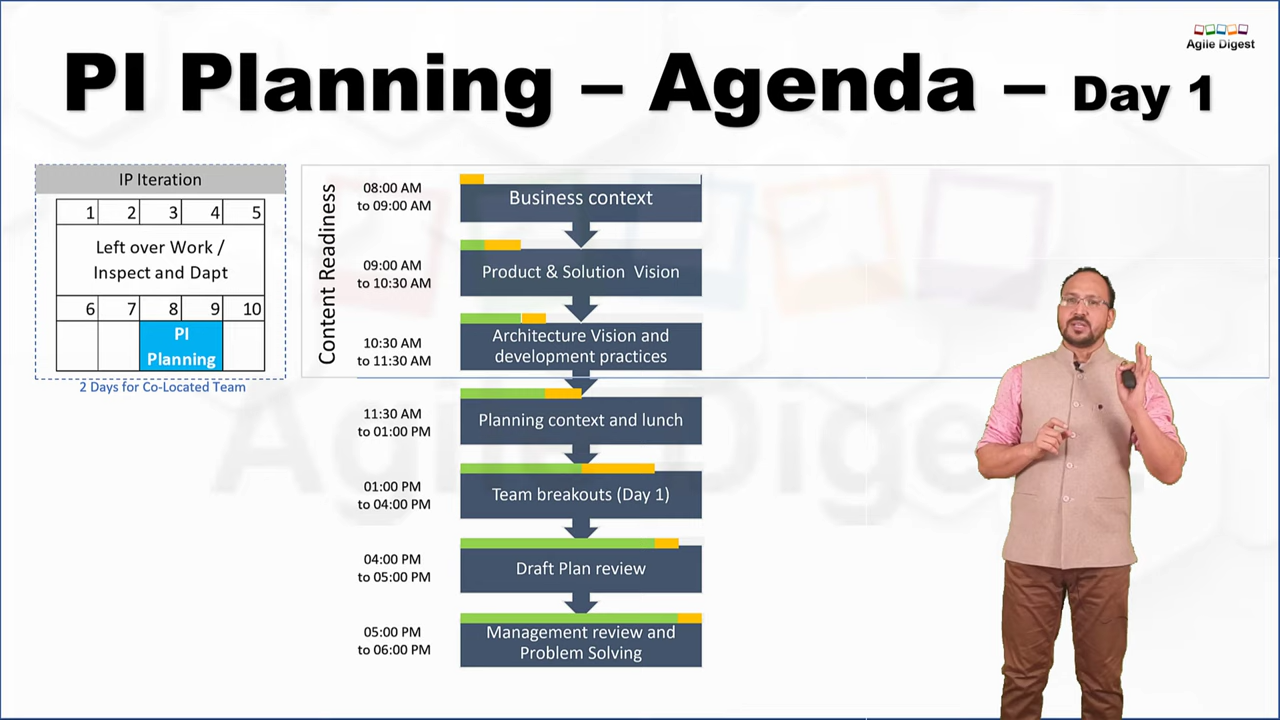 Agile Digest
PI Planning – Agenda – Day 1
IP Iteration
1 2 3 4 5
Left over Work /
Inspect and Dapt
6 7 8 9 10
PI
Planning
2 Days for Co-Located Team
Content Readiness
08:00 AM
to 09:00 AM
Business context
09:00 AM
to 10:30 AM
Product & Solution Vision
10:30 AM
to 11:30 AM
Architecture Vision and
development practices
11:30 AM
to 01:00 PM
Planning context and lunch
01:00 PM
to 04:00 PM
Team breakouts (Day 1)
04:00 PM
to 05:00 PM
Draft Plan review
05:00 PM
to 06:00 PM
Management review and
Problem Solving
Agile Digest